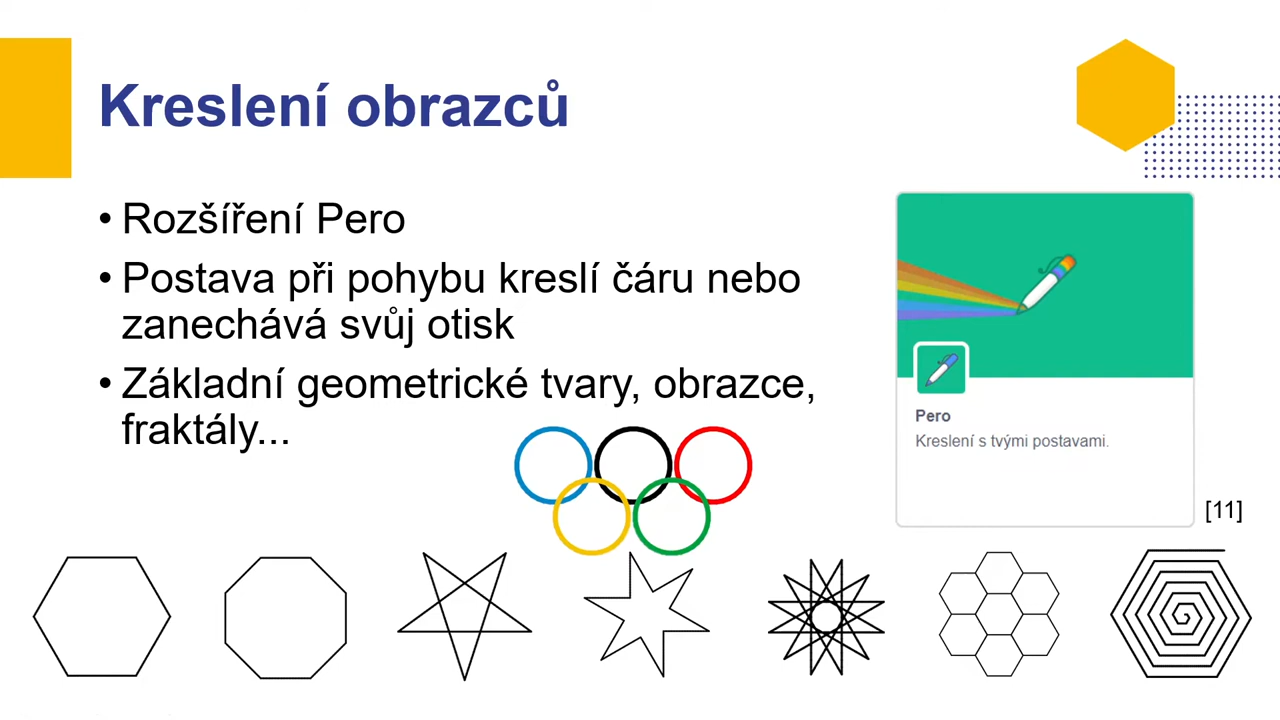 Kreslení obrazců
• Rozšíření Pero
• Postava při pohybu kreslí čáru nebo
zanechává svůj otisk
• Základní geometrické tvary, obrazce,
fraktály...
Pero
Kreslení s tvými postavami.
[11]